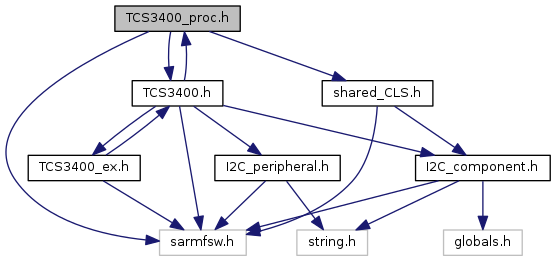 TCS3400_proc.h
TCS3400.h
shared_CLS.h
TCS3400_ex.h
I2C_peripheral.h
I2C_component.h
sarmfsw.h
string.h
globals.h